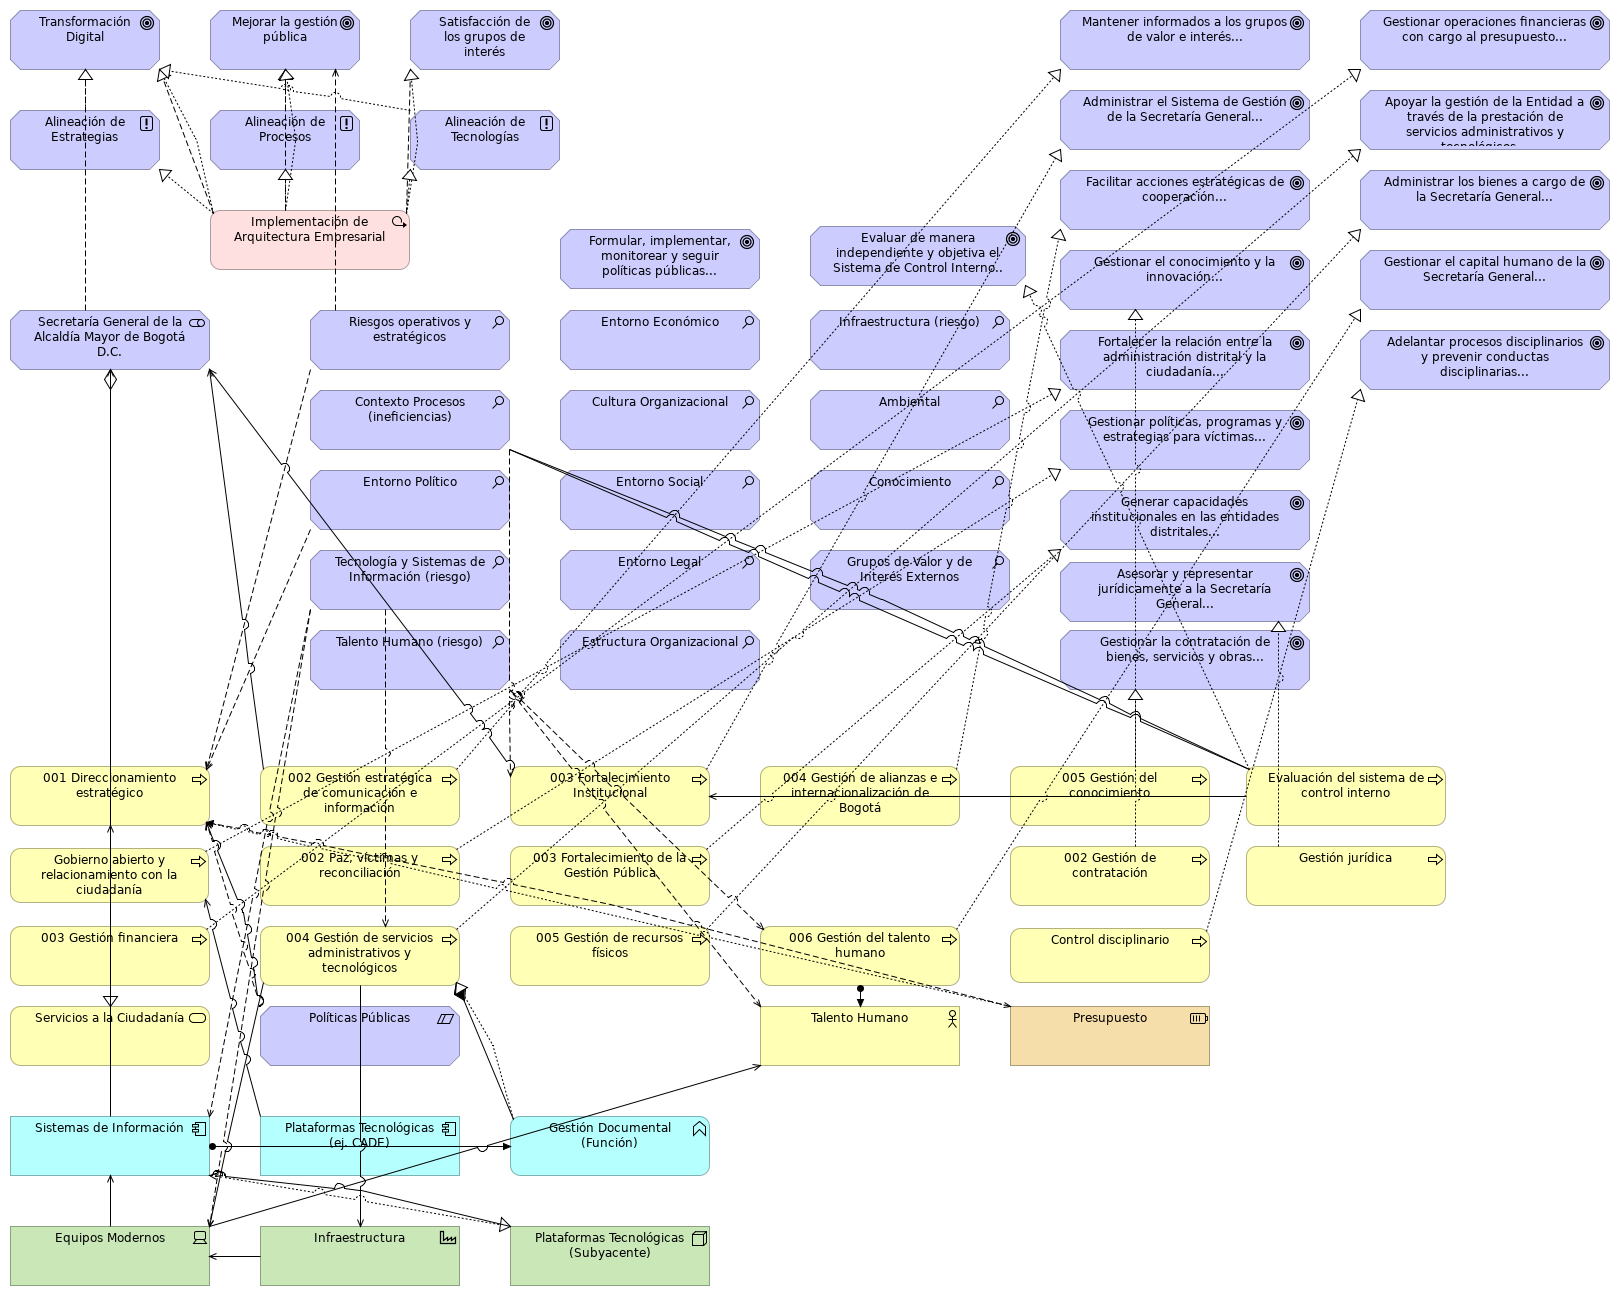 Transformación
Digital
Mejorar la gestión
pública
Satisfacción de
los grupos de
interés
Mantener informados a los grupos
de valor e interés...
Gestionar operaciones financieras
con cargo al presupuesto...
Alineación de
Estrategias
Alineación de
Procesos
Alineación de
Tecnologías
Administrar el Sistema de Gestión
de la Secretaría General...
Apoyar la gestión de la Entidad a
través de la prestación de
servicios administrativos y
tecnológicos...
Facilitar acciones estratégicas de
cooperación...
Administrar los bienes a cargo de
la Secretaría General...
Implementación de
Arquitectura Empresarial
Formular, implementar,
monitorear y seguir
políticas públicas...
Evaluar de manera
independiente y objetiva el
Sistema de Control Interno..
Gestionar el conocimiento y la
innovación...
Gestionar el capital humano de la
Secretaría General...
Secretaría General de la
Alcaldía Mayor de Bogotá
D.C.
Riesgos operativos y
estratégicos
Entorno Económico
Infraestructura (riesgo)
Fortalecer la relación entre la
administración distrital y la
ciudadanía...
Adelantar procesos disciplinarios
y prevenir conductas
disciplinarias...
Contexto Procesos
(ineficiencias)
Cultura Organizacional
Ambiental
Gestionar políticas, programas y
estrategias para víctimas...
Entorno Político
Entorno Social
Conocimiento
Generar capacidades
institucionales en las entidades
distritales...
Tecnología y Sistemas de
Información (riesgo)
Entorno Legal
Grupos de Valor y de
Interés Externos
Asesorar y representar
jurídicamente a la Secretaría
General...
Talento Humano (riesgo)
Estructura Organizacional
Gestionar la contratación de
bienes, servicios y obras...
001 Direccionamiento
estratégico
002 Gestión estratégica
de comunicación e
información
003 Fortalecimiento
Institucional
004 Gestión de alianzas e
internacionalización de
Bogotá
005 Gestión del
conocimiento
Evaluación del sistema de
control interno
Gobierno abierto y
relacionamiento con la
ciudadanía
002 Paz, víctimas y
reconciliación
003 Fortalecimiento de la
Gestión Pública
002 Gestión de
contratación
Gestión jurídica
003 Gestión financiera
004 Gestión de servicios
administrativos y
tecnológicos
005 Gestión de recursos
físicos
006 Gestión del talento
humano
Control disciplinario
Servicios a la Ciudadanía
Políticas Públicas
Talento Humano
Presupuesto
Sistemas de Información
Plataformas Tecnológicas
(ej. CADE)
Gestión Documental
(Función)
Equipos Modernos
Infraestructura
Plataformas Tecnológicas
(Subyacente)